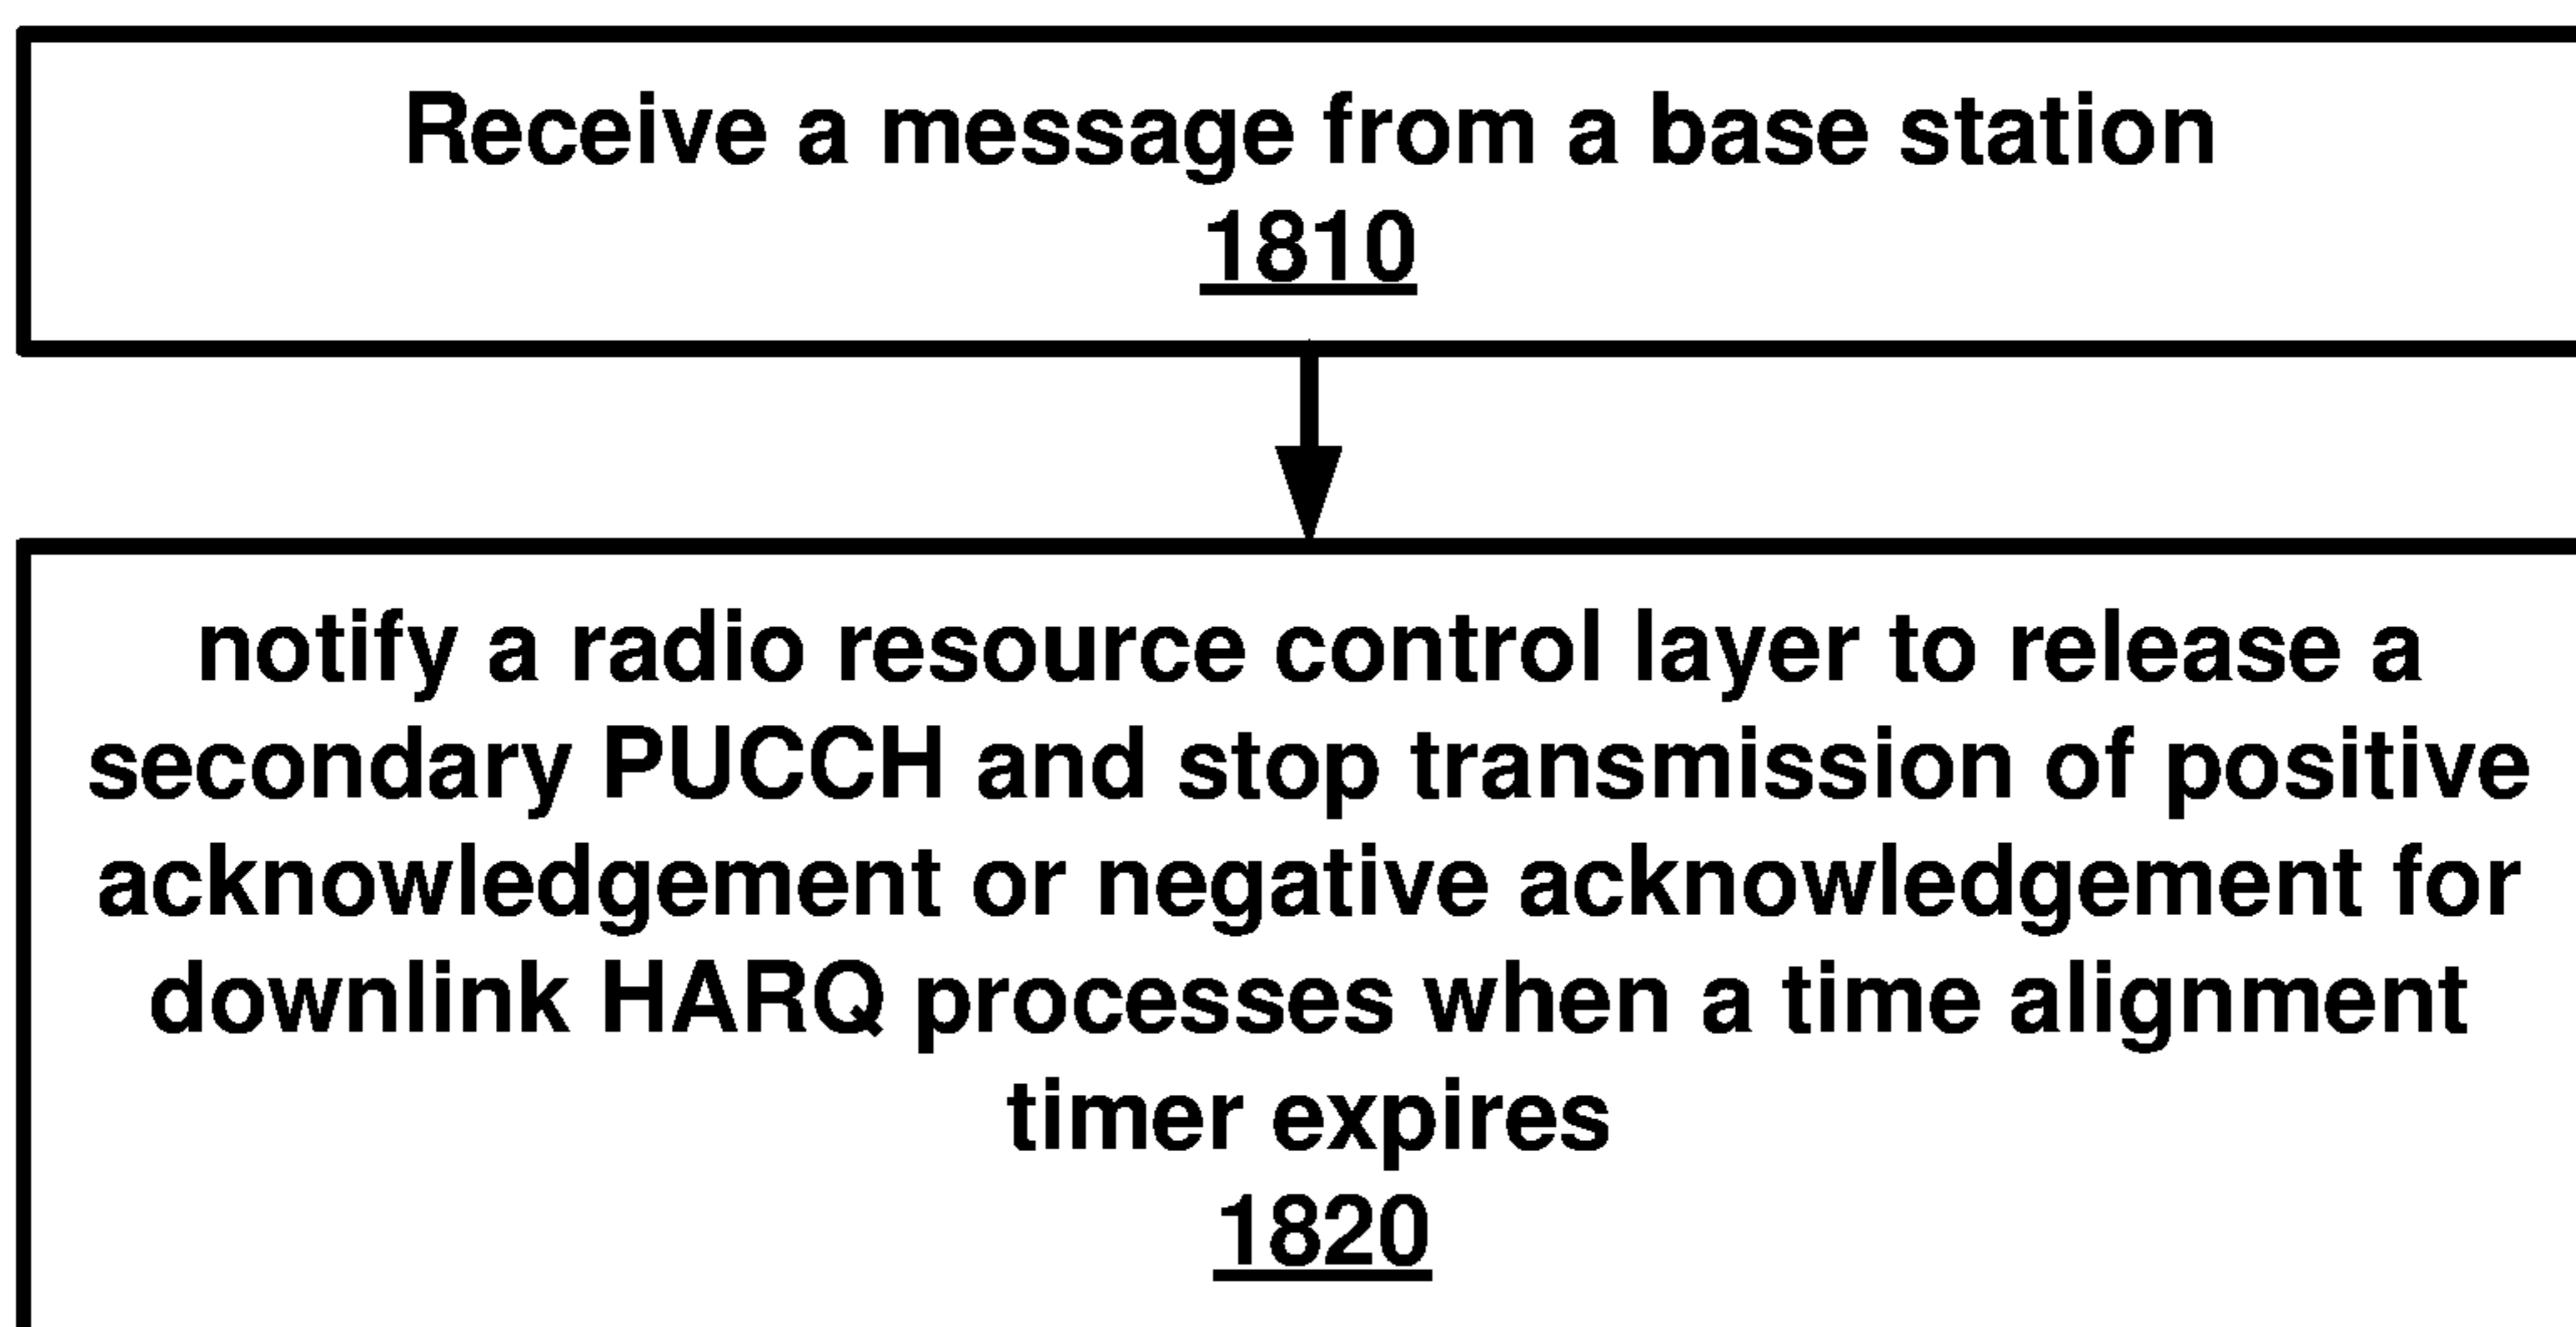 Receive a message from a base station
1810
notify a radio resource control layer to release a
secondary PUCCH and stop transmission of positive
acknowledgement or negative acknowledgement for
downlink HARQ processes when a time alignment
timer expires
1820